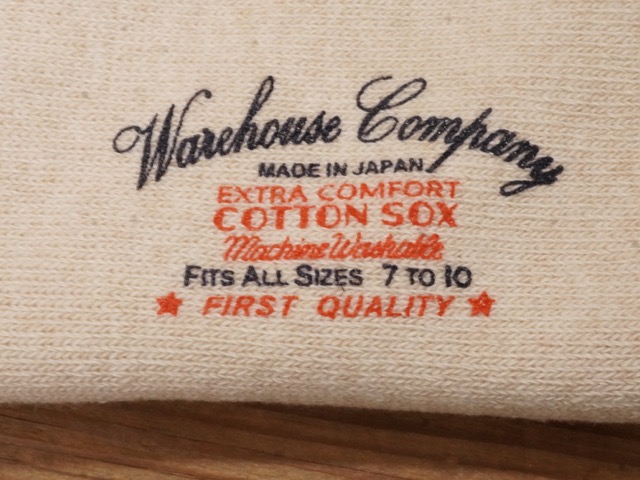 Warehouse Company
MADE IN JAPAN
EXTRA COMFORT
COTTON SOX
Machine Washable
FITS ALL SIZES 7 TO 10
★ FIRST QUALITY ★